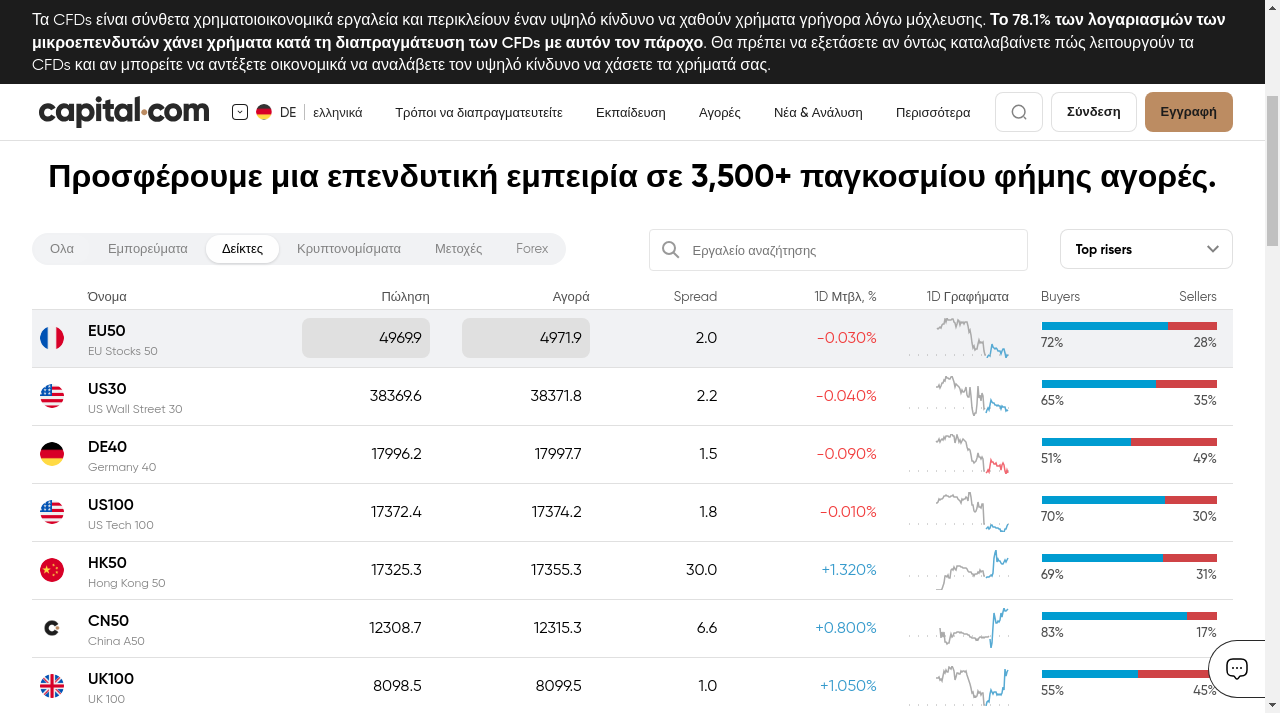 Τα CFDs είναι σύνθετα χρηματοιοικονομικά εργαλεία και περικλείουν έναν υψηλό κίνδυνο να χαθούν χρήματα γρήγορα λόγω μόχλευσης. Το 78.1% των λογαριασμών των
μικροεπενδυτών χάνει χρήματα κατά τη διαπραγμάτευση των CFDs με αυτόν τον πάροχο. Θα πρέπει να εξετάσετε αν όντως καταλαβαίνετε πώς λειτουργούν τα
CFDs και αν μπορείτε να αντέξετε οικονομικά να αναλάβετε τον υψηλό κίνδυνο να χάσετε τα χρήματά σας.
capital.com DE ελληνικά Τρόποι να διαπραγματευτείτε Εκπαίδευση Αγορές Νέα & Ανάλυση Περισσότερα Σύνδεση Εγγραφή
Προσφέρουμε μια επενδυτική εμπειρία σε 3,500+ παγκοσμίου φήμης αγορές.
Ολα Εμπορεύματα Δείκτες Κρυπτονομίσματα Μετοχές Forex Εργαλείο αναζήτησης Top risers
Όνομα Πώληση Αγορά Spread 1D Μτβλ, % 1D Γραφήματα Buyers Sellers
EU50 4969.9 4971.9 2.0 -0.030% 72% 28%
EU Stocks 50
US30 38369.6 38371.8 2.2 -0.040% 65% 35%
US Wall Street 30
DE40 17996.2 17997.7 1.5 -0.090% 51% 49%
Germany 40
US100 17372.4 17374.2 1.8 -0.010% 70% 30%
US Tech 100
HK50 17325.3 17355.3 30.0 +1.320% 69% 31%
Hong Kong 50
CN50 12308.7 12315.3 6.6 +0.800% 83% 17%
China A50
UK100 8098.5 8099.5 1.0 +1.050% 55% 45%
UK 100